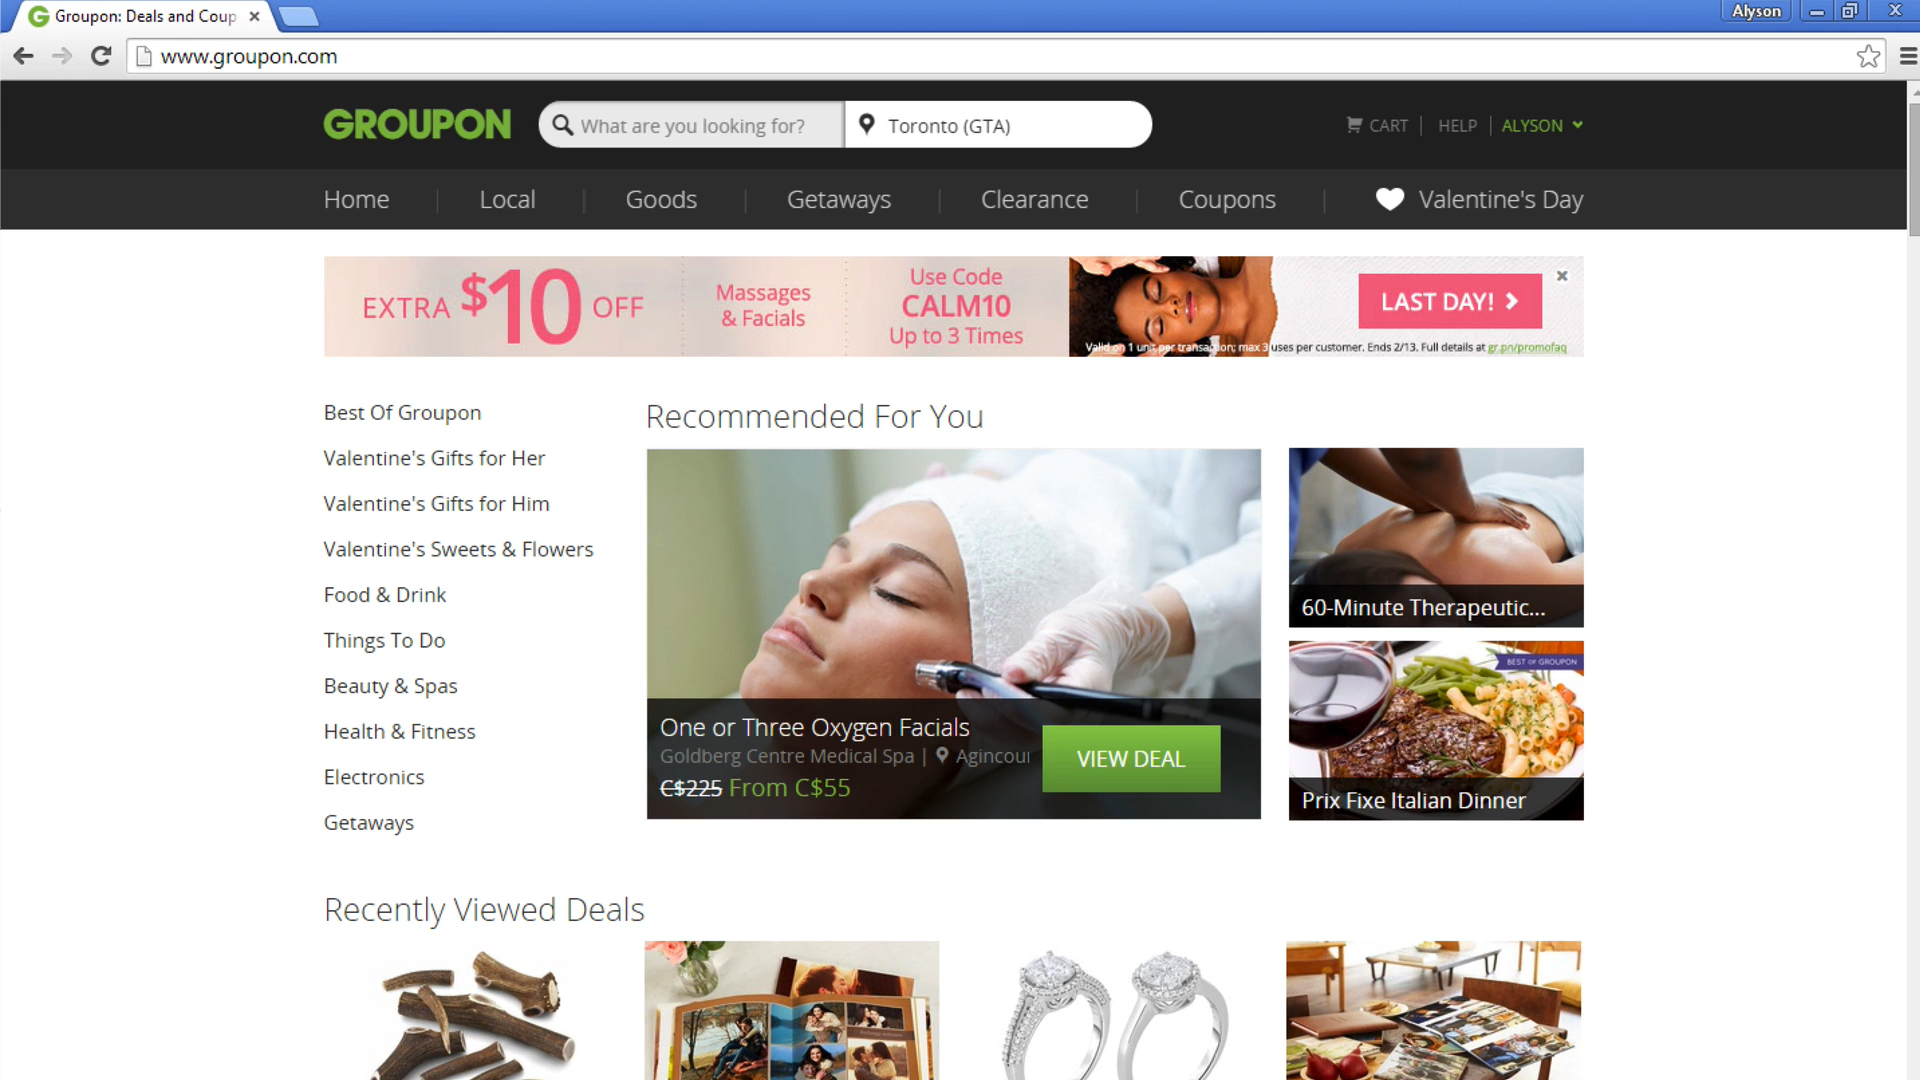 Groupon: Deals and Coup
Alyson
www.groupon.com
GROUPON
What are you looking for?
Toronto (GTA)
CART
HELP
ALYSON
Home
Local
Goods
Getaways
Clearance
Coupons
Valentine's Day
EXTRA $10 OFF
Massages
& Facials
Use Code
CALM10
Up to 3 Times
LAST DAY!
Valid on 1 unit per transaction; max 3 uses per customer. Ends 2/13. Full details at gr.pn/promofaq
Best Of Groupon
Valentine's Gifts for Her
Valentine's Gifts for Him
Valentine's Sweets & Flowers
Food & Drink
Things To Do
Beauty & Spas
Health & Fitness
Electronics
Getaways
Recommended For You
One or Three Oxygen Facials
Goldberg Centre Medical Spa | Agincour
C$225 From C$55
VIEW DEAL
60-Minute Therapeutic...
BEST OF GROUPON
Prix Fixe Italian Dinner
Recently Viewed Deals